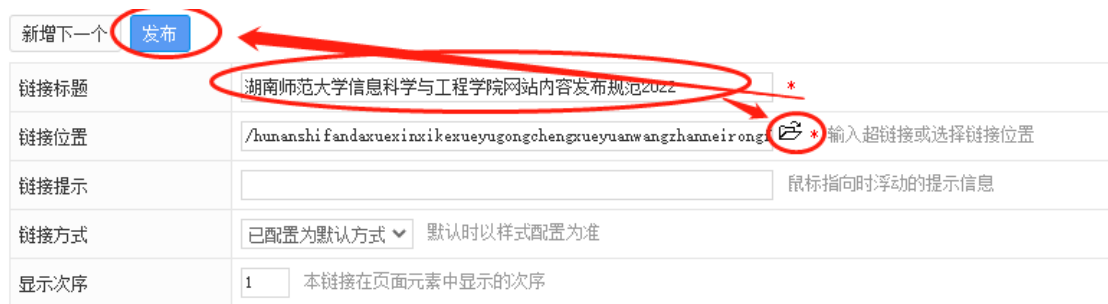 新增下一个 发布
链接标题 湖南师范大学信息科学与工程学院网站内容发布规范2022 *
链接位置 /hunanshifandaxuexinxikexueyugongchengxueyuanwangzhanneirongf * 输入超链接或选择链接位置
链接提示 鼠标指向时浮动的提示信息
链接方式 已配置为默认方式 默认时以样式配置为准
显示次序 1 本链接在页面元素中显示的次序